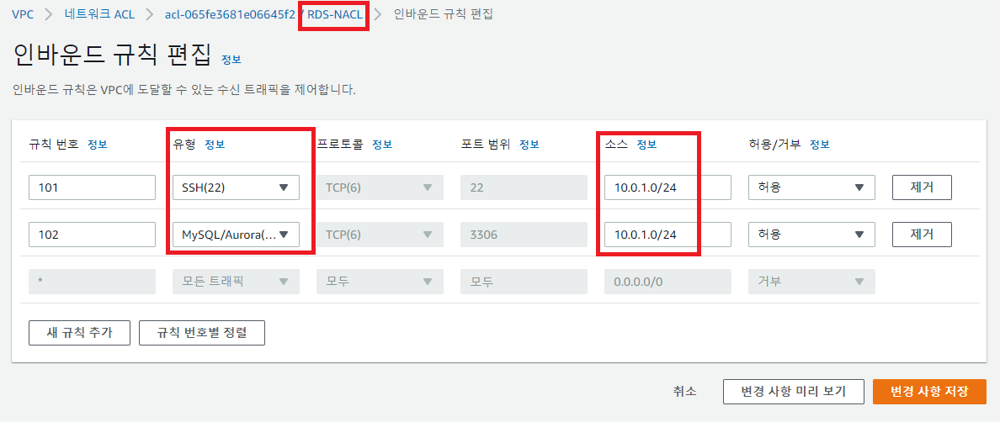 VPC > 네트워크 ACL > acl-065fe3681e06645f2 / RDS-NACL > 인바운드 규칙 편집
인바운드 규칙 편집 정보
인바운드 규칙은 VPC에 도달할 수 있는 수신 트래픽을 제어합니다.
규칙 번호 정보 유형 정보 프로토콜 정보 포트 범위 정보 소스 정보 허용/거부 정보
101 SSH(22) TCP(6) 22 10.0.1.0/24 허용 제거
102 MySQL/Aurora(... TCP(6) 3306 10.0.1.0/24 허용 제거
* 모든 트래픽 모두 모두 0.0.0.0/0 거부
새 규칙 추가 규칙 번호별 정렬
취소 변경 사항 미리 보기 변경 사항 저장